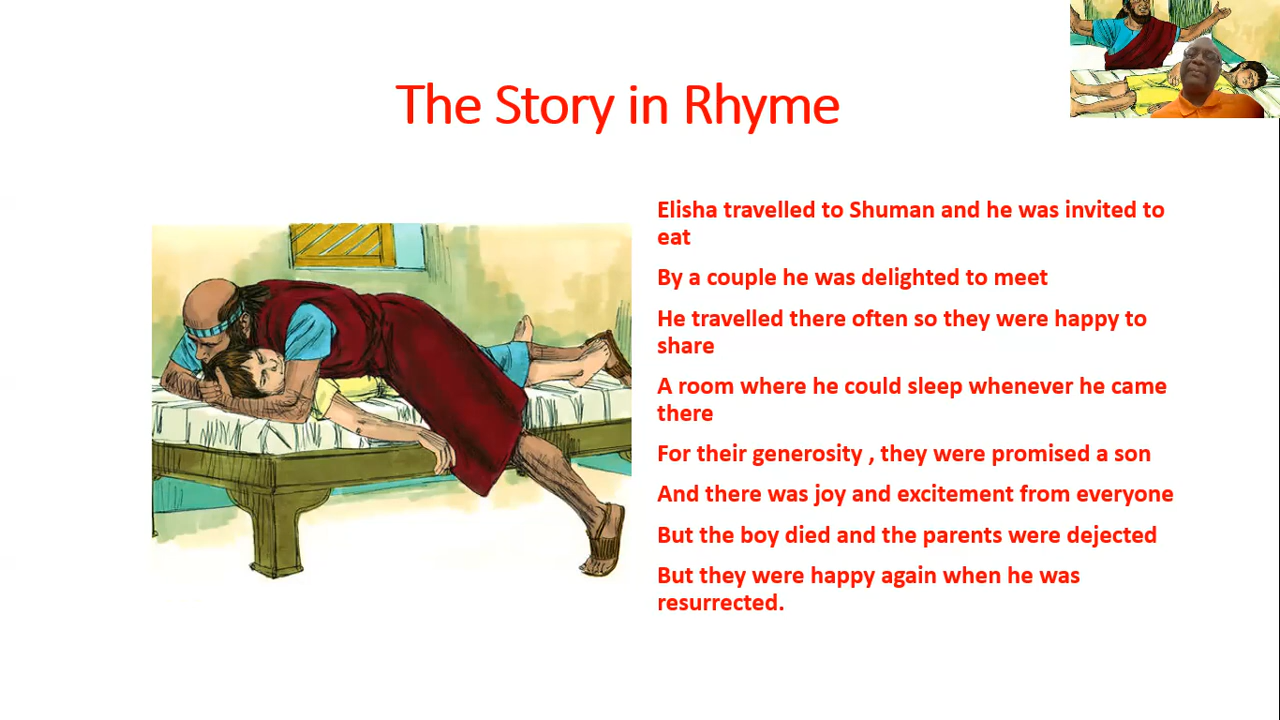 The Story in Rhyme
Elisha travelled to Shuman and he was invited to
eat
By a couple he was delighted to meet
He travelled there often so they were happy to
share
A room where he could sleep whenever he came
there
For their generosity , they were promised a son
And there was joy and excitement from everyone
But the boy died and the parents were dejected
But they were happy again when he was
resurrected.